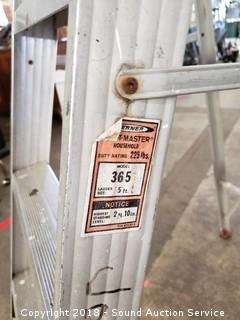 ERNER
MASTER
HOUSEHOLD
DUTY RATING 225 lbs.
MODEL
365
LADDER SIZE 5 ft.
NOTICE
HIGHEST STANDING LEVEL 2 ft. 10 in.
Copyright 2018 - Sound Auction Service